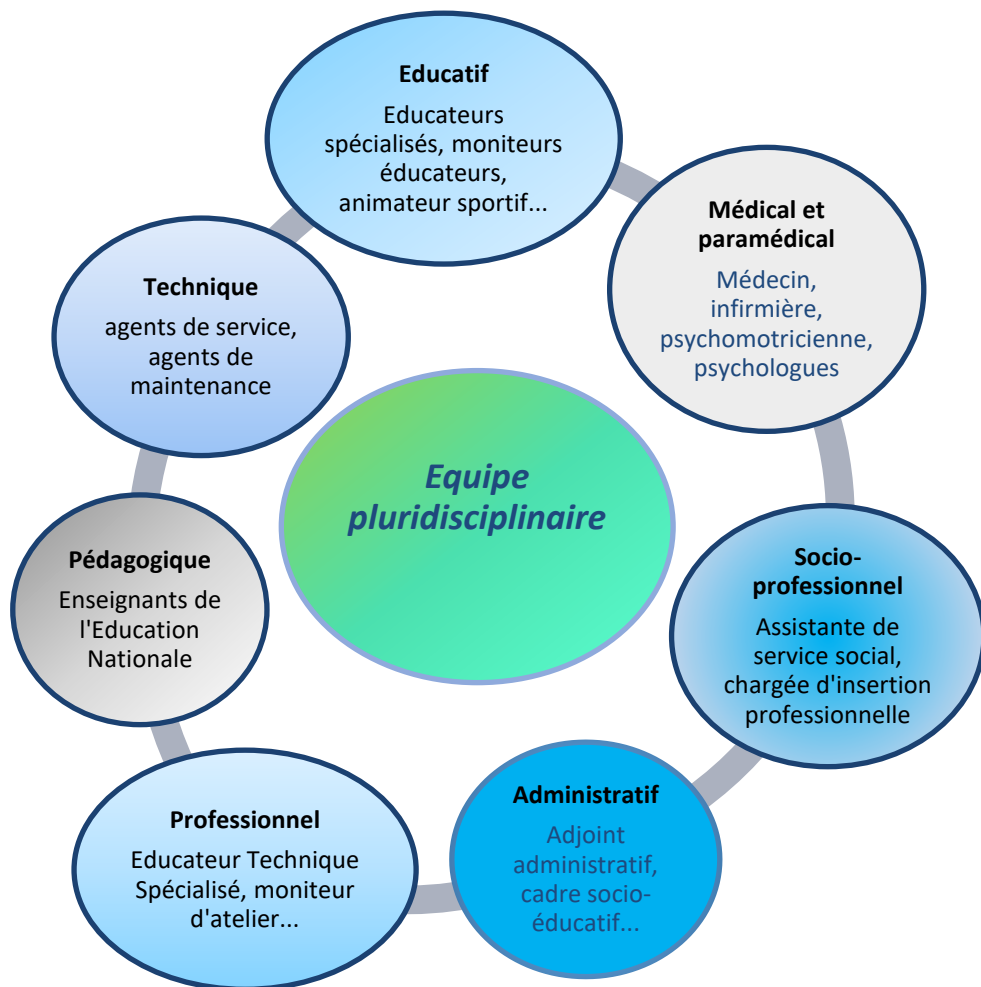 Educatif
Educateurs
spécialisés, moniteurs
éducateurs,
animateur sportif...
Médical et
paramédical
Médecin,
infirmière,
psychomotricienne,
psychologues
Socio-
professionnel
Assistante de
service social,
chargée d'insertion
professionnelle
Administratif
Adjoint
administratif,
cadre socio-
éducatif...
Professionnel
Educateur Technique
Spécialisé, moniteur
d'atelier...
Pédagogique
Enseignants de
l'Education
Nationale
Technique
agents de service,
agents de
maintenance
Equipe
pluridisciplinaire